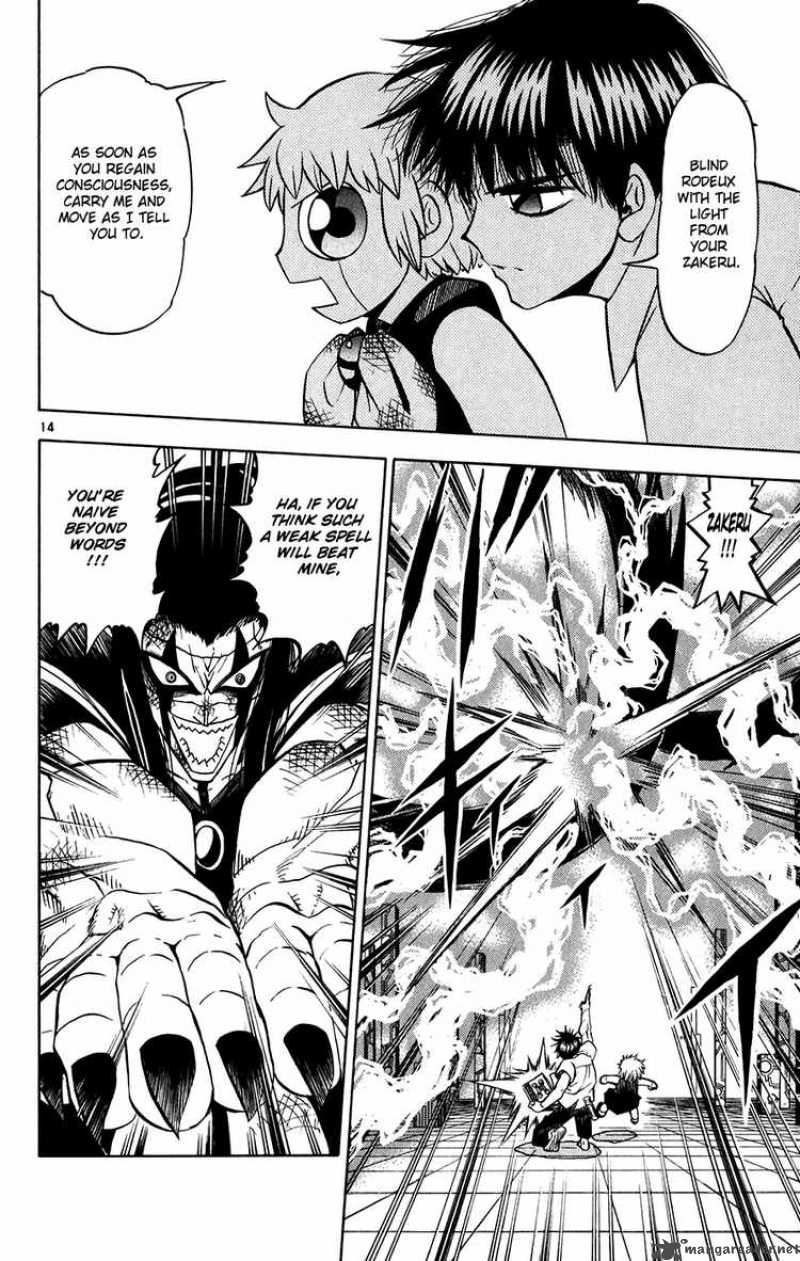 BLIND
RODEUX
WITH THE
LIGHT
FROM
YOUR
ZAKERU.
AS SOON AS
YOU REGAIN
CONSCIOUSNESS,
CARRY ME AND
MOVE AS I TELL
YOU TO.
14
ZAKERU
!!!
HA, IF YOU
THINK SUCH
A WEAK SPELL
WILL BEAT
MINE,
YOU'RE
NAIVE
BEYOND
WORDS
!!!
mangareader.net